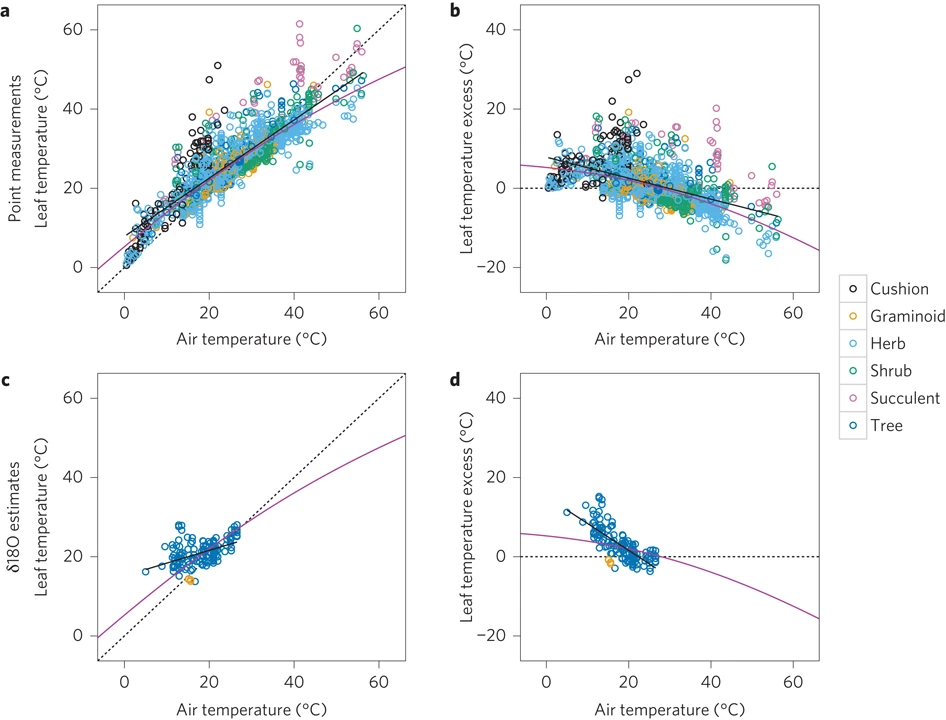 a
Point measurements
Leaf temperature (°C)
60
40
20
0
0 20 40 60
Air temperature (°C)
b
Leaf temperature excess (°C)
40
20
0
−20
0 20 40 60
Air temperature (°C)
Cushion
Graminoid
Herb
Shrub
Succulent
Tree
c
δ18O estimates
Leaf temperature (°C)
60
40
20
0
0 20 40 60
Air temperature (°C)
d
Leaf temperature excess (°C)
40
20
0
−20
0 20 40 60
Air temperature (°C)